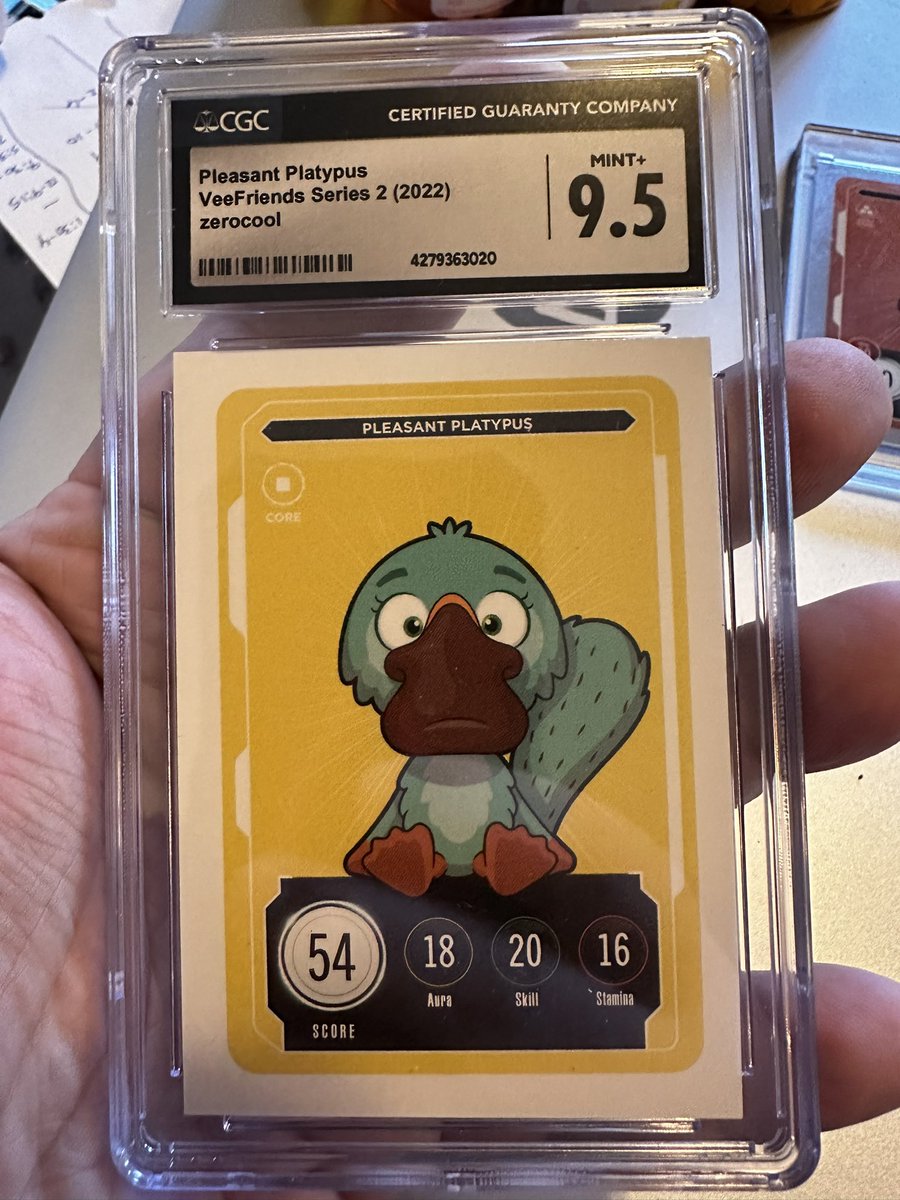 CGC
CERTIFIED GUARANTY COMPANY
Pleasant Platypus
VeeFriends Series 2 (2022)
zerocool
MINT+
9.5
4279363020
PLEASANT PLATYPUS
CORE
54
SCORE
18
Aura
20
Skill
16
Stamina